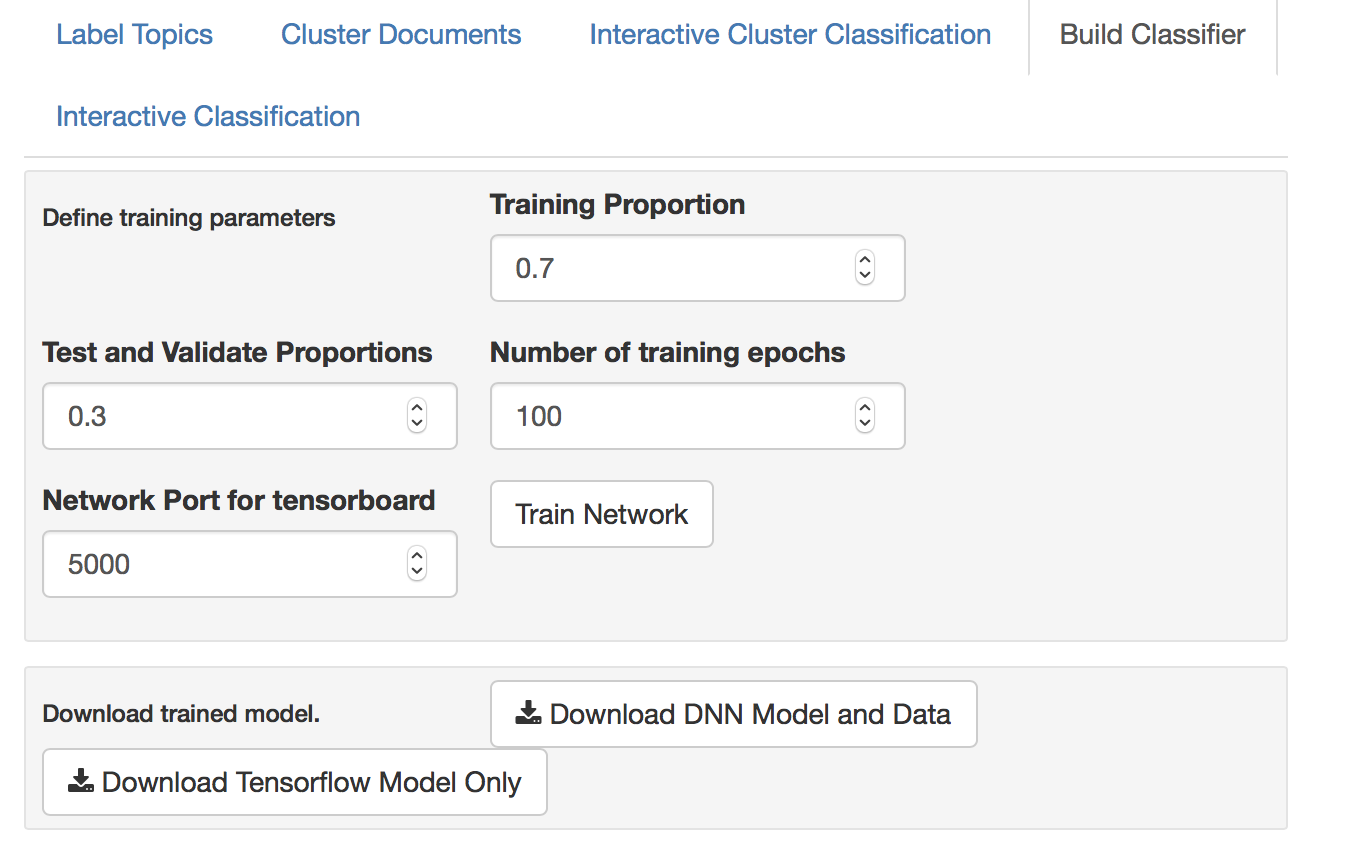 Label Topics
Cluster Documents
Interactive Cluster Classification
Build Classifier
Interactive Classification
Define training parameters
Training Proportion
0.7
Test and Validate Proportions
0.3
Number of training epochs
100
Network Port for tensorboard
5000
Train Network
Download trained model.
Download DNN Model and Data
Download Tensorflow Model Only